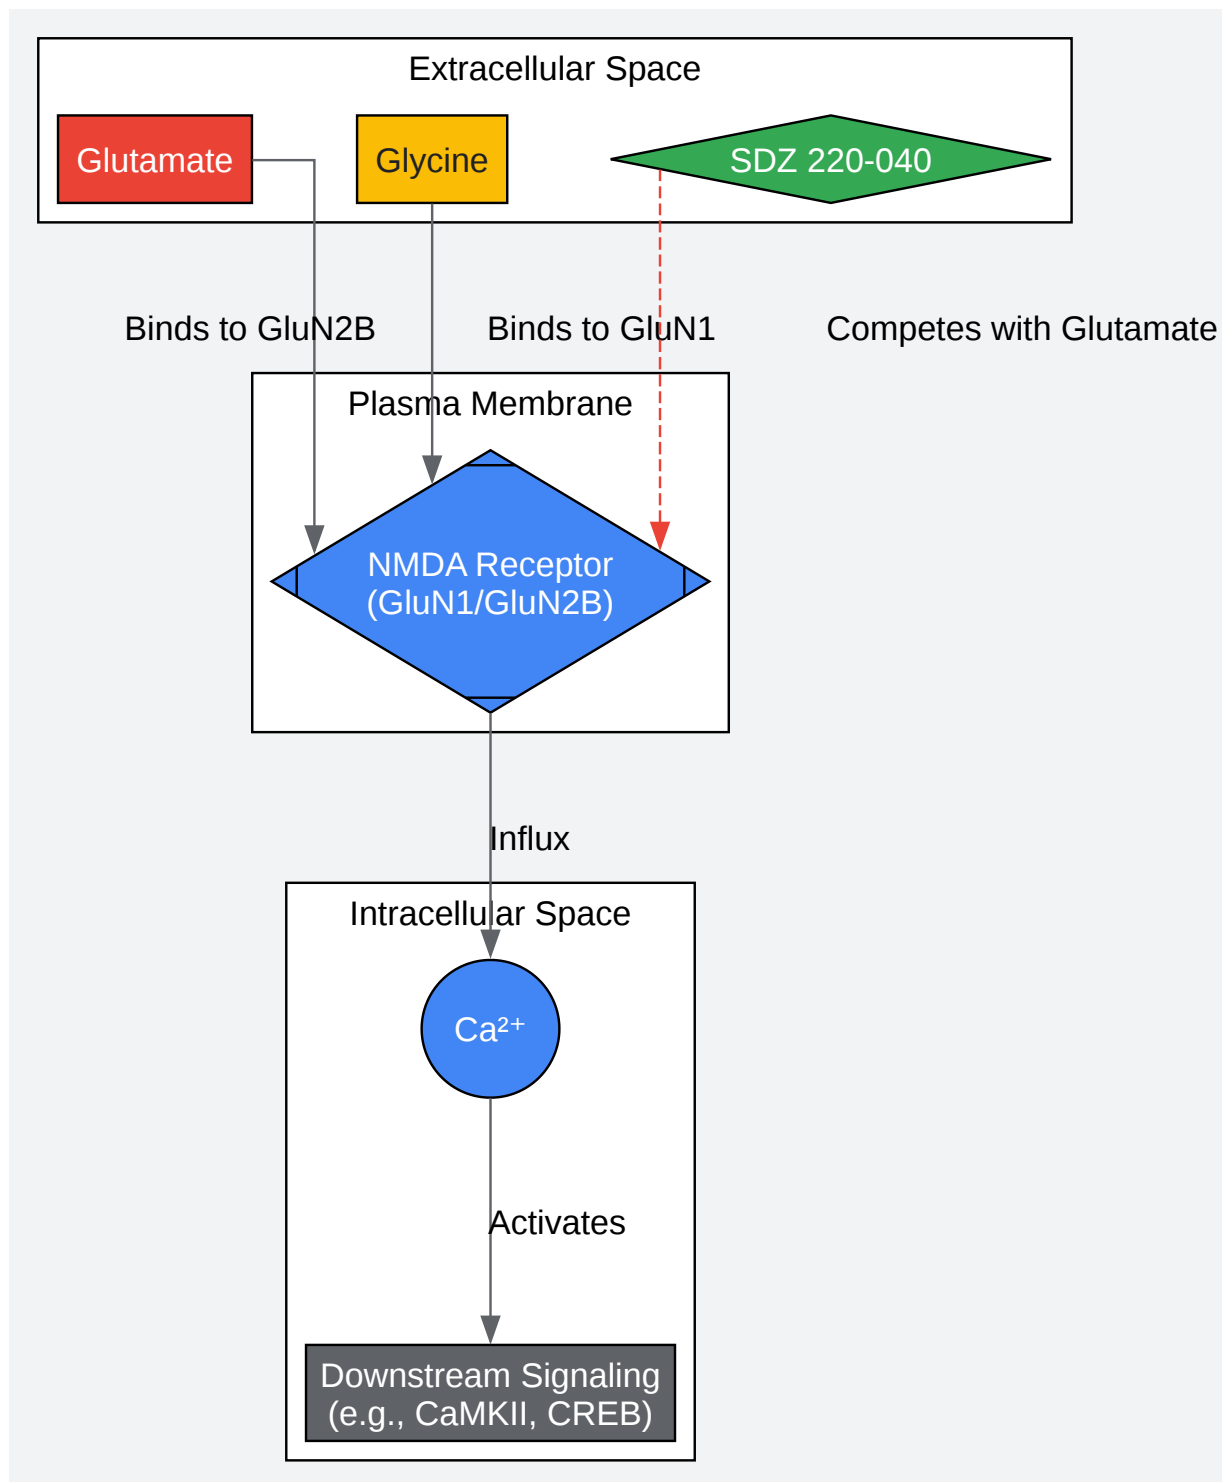 Extracellular Space
Glutamate
Glycine
SDZ 220-040
Binds to GluN2B
Binds to GluN1
Competes with Glutamate
Plasma Membrane
NMDA Receptor
(GluN1/GluN2B)
Influx
Intracellular Space
Ca²⁺
Activates
Downstream Signaling
(e.g., CaMKII, CREB)